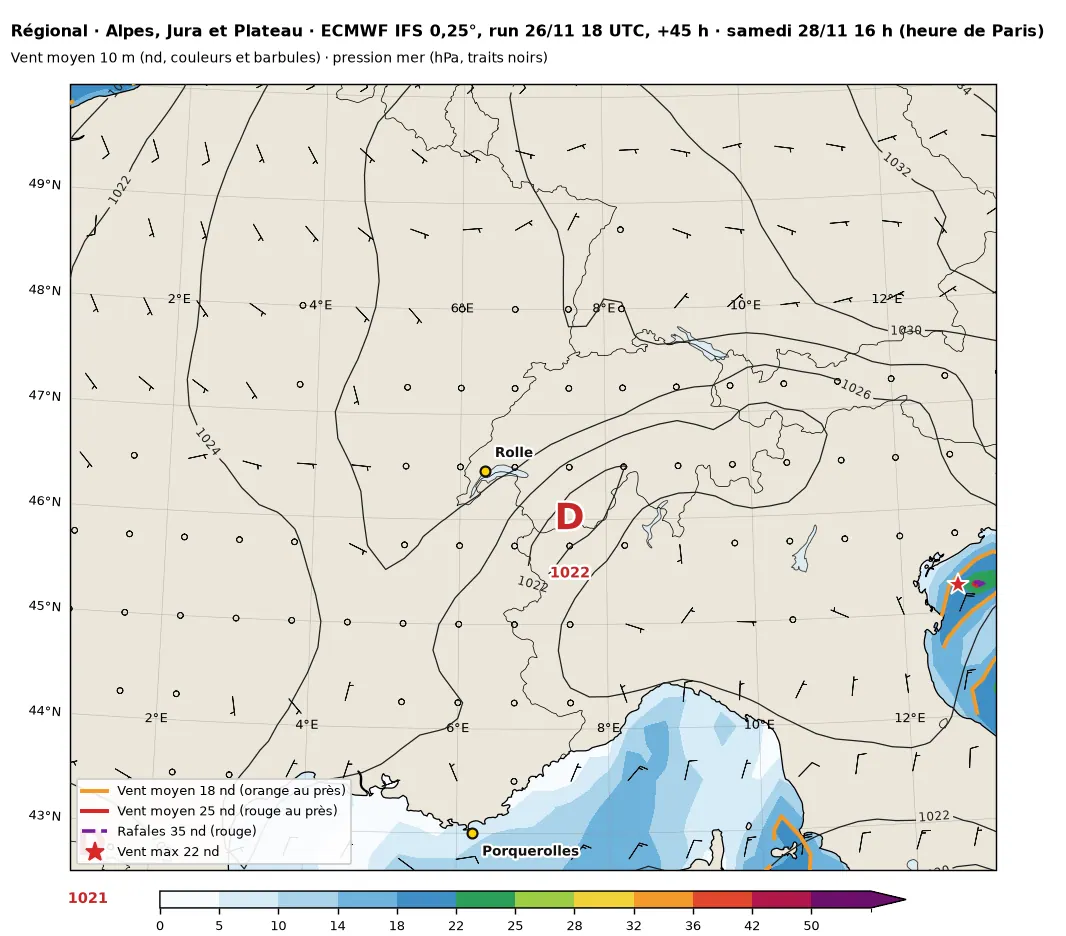 Régional · Alpes, Jura et Plateau · ECMWF IFS 0,25°, run 26/11 18 UTC, +45 h · samedi 28/11 16 h (heure de Paris)
Vent moyen 10 m (nd, couleurs et barbules) · pression mer (hPa, traits noirs)
1032
49°N
1022
48°N
2°E 4°E 6°E 8°E 10°E 12°E
1030
47°N
1026
1024
Rolle
46°N
D
1022
1022
45°N
44°N
2°E 4°E 6°E 8°E 10°E 12°E
Vent moyen 18 nd (orange au près)
Vent moyen 25 nd (rouge au près)
Rafales 35 nd (rouge)
Vent max 22 nd
43°N
1022
Porquerolles
1021
0 5 10 14 18 22 25 28 32 36 42 50